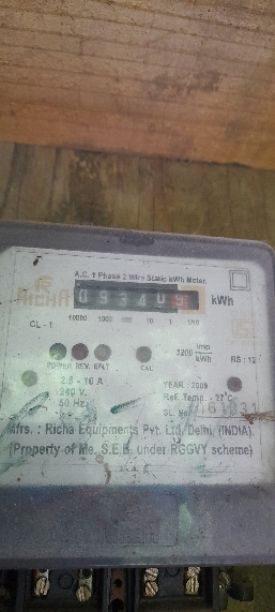 A.C. 1 Phase 2 Wire Static kWh Meter
RICHA 093409 kWh
10000 1000 100 10 1 1/10
CL - 1
3200 imp/kWh
POWER REV. E/LT CAL
RS : 12
2.5 - 10 A
YEAR : 2009
240 V.
Ref. Temp. : 27°C
50 Hz
SL. No.
Mfrs. : Richa Equipments Pvt. Ltd. Delhi, (INDIA)
(Property of Me. S.E.B. under RGGVY scheme)